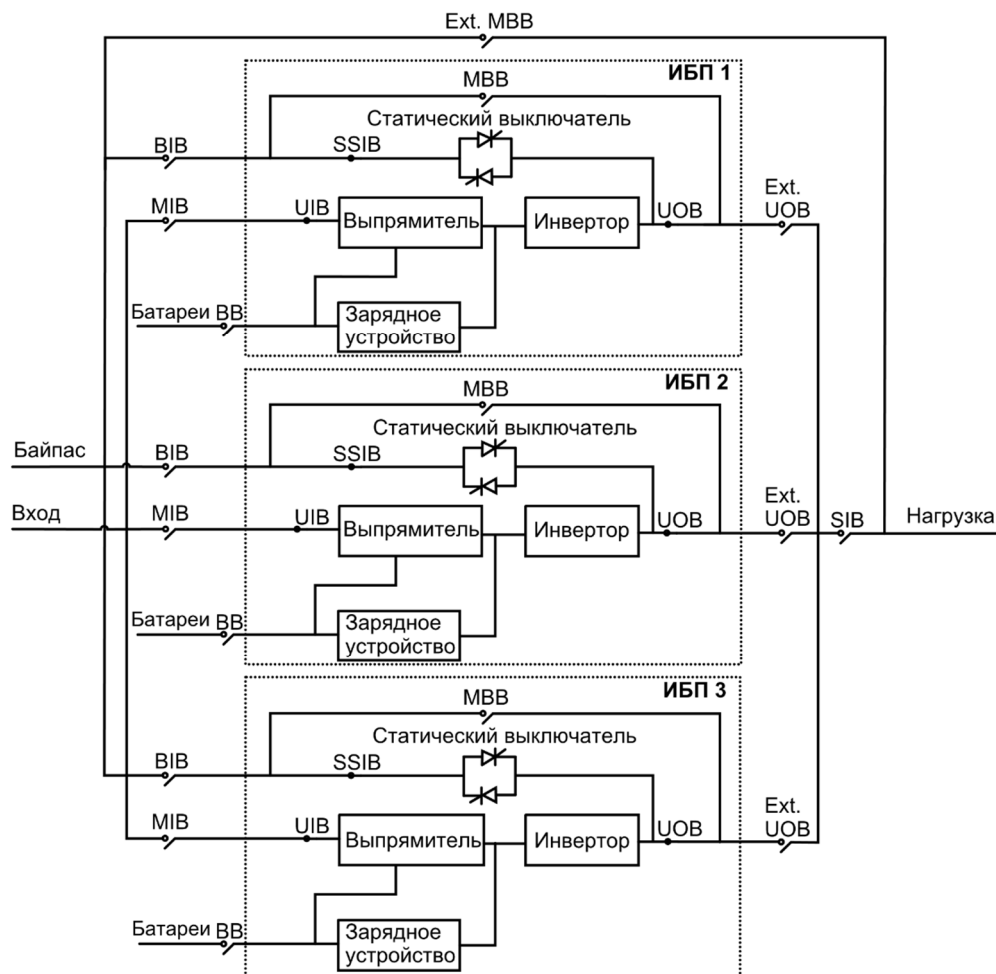 Ext. MBB
ИБП 1
MBB
Статический выключатель
BIB
SSIB
MIB
UIB
Выпрямитель
Инвертор
UOB
Ext.
UOB
Батареи BB
Зарядное
устройство
ИБП 2
MBB
Статический выключатель
Байпас
BIB
SSIB
Вход
MIB
UIB
Выпрямитель
Инвертор
UOB
Ext.
UOB
SIB
Нагрузка
Батареи BB
Зарядное
устройство
ИБП 3
MBB
Статический выключатель
BIB
SSIB
MIB
UIB
Выпрямитель
Инвертор
UOB
Ext.
UOB
Батареи BB
Зарядное
устройство